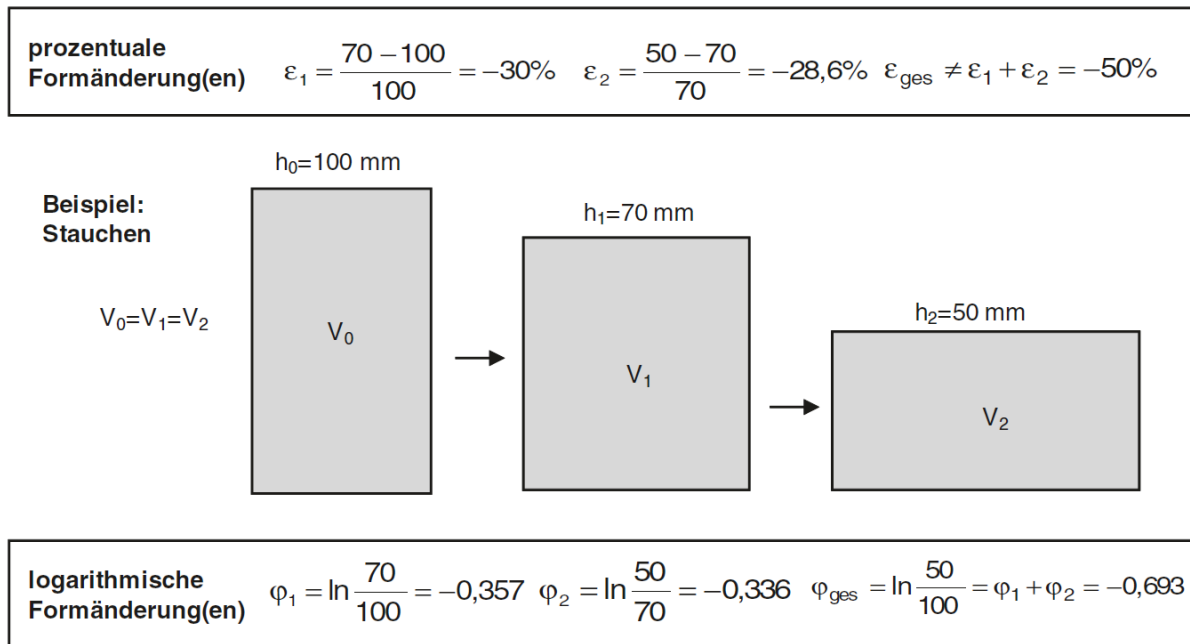 prozentuale
Formänderung(en) ε₁ = (70 − 100)/100 = −30% ε₂ = (50 − 70)/70 = −28,6% ε_ges ≠ ε₁ + ε₂ = −50%
h₀=100 mm
Beispiel:
Stauchen
h₁=70 mm
V₀=V₁=V₂
V₀
h₂=50 mm
V₁
V₂
logarithmische
Formänderung(en) φ₁ = ln 70/100 = −0,357 φ₂ = ln 50/70 = −0,336 φ_ges = ln 50/100 = φ₁ + φ₂ = −0,693